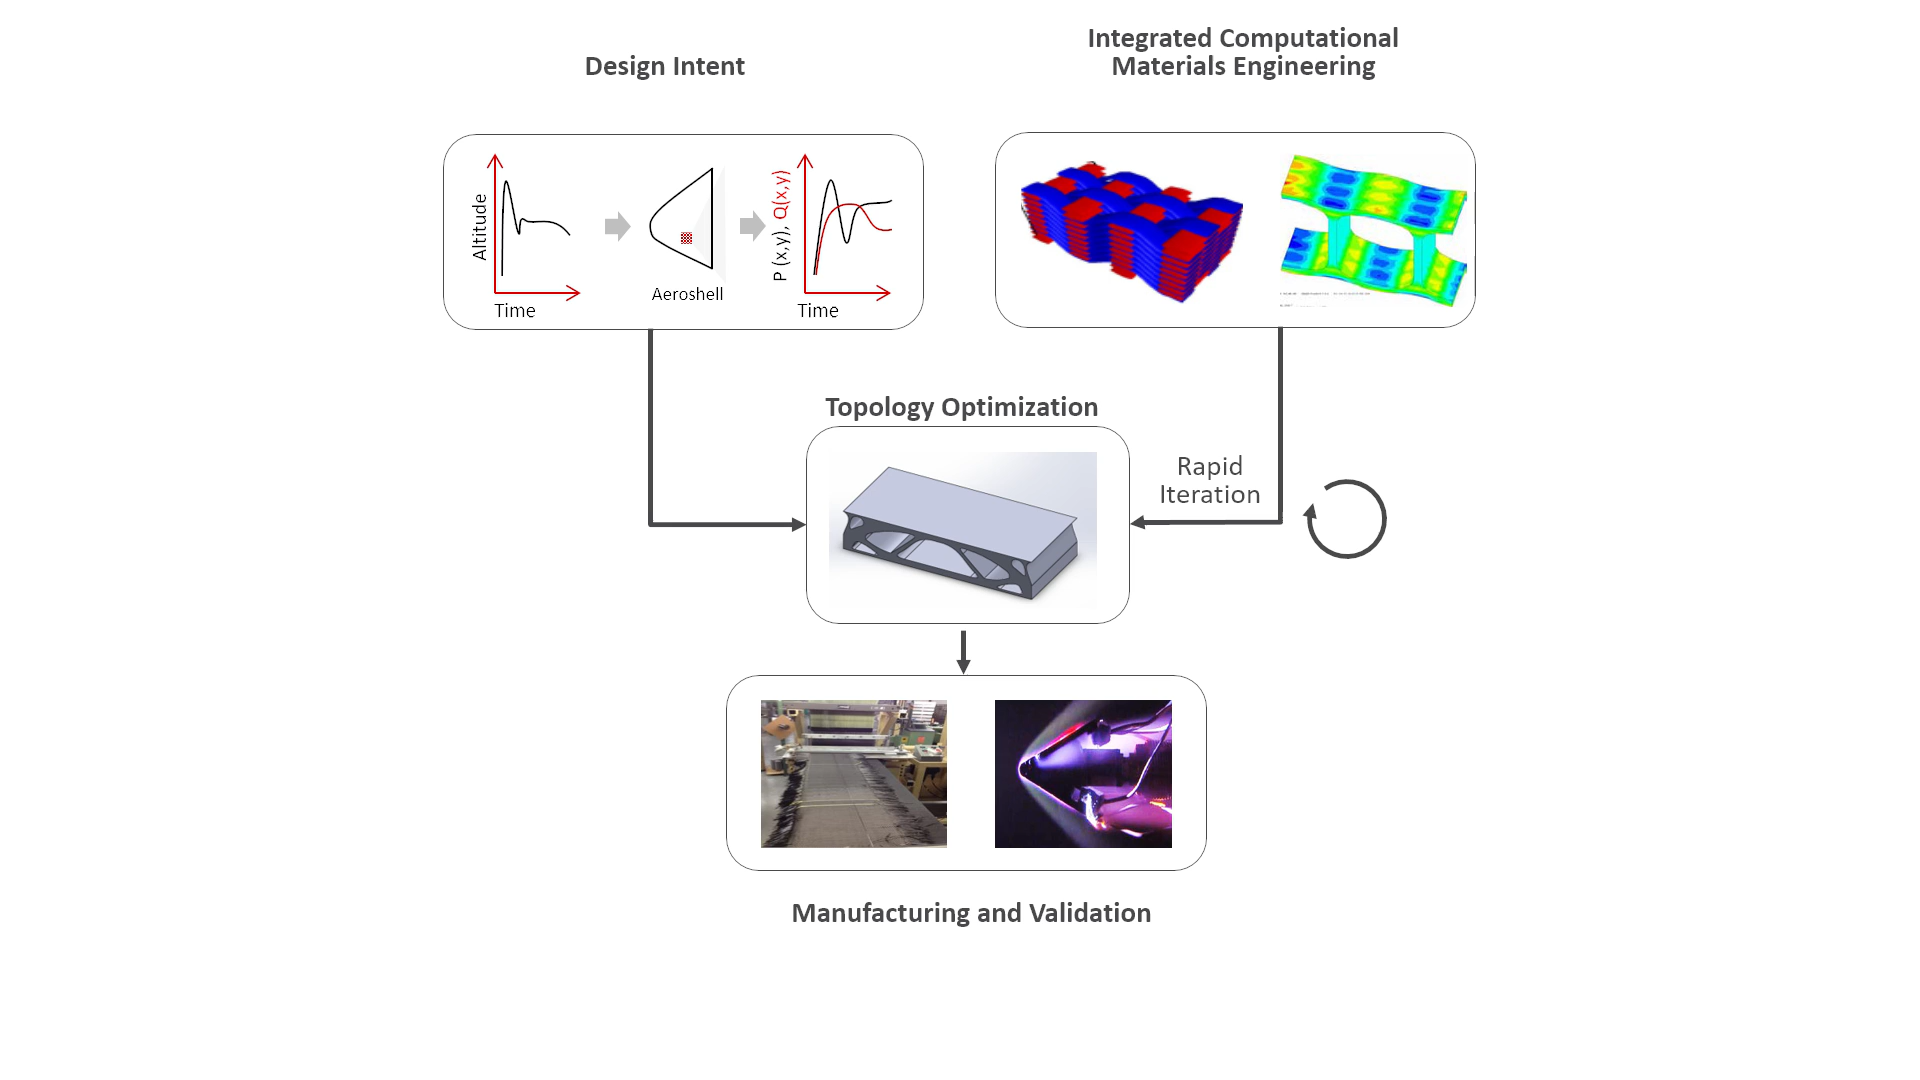 Design Intent
Integrated Computational
Materials Engineering
Altitude
Time
Aeroshell
P (x,y), Q(x,y)
Time
Topology Optimization
Rapid
Iteration
Manufacturing and Validation